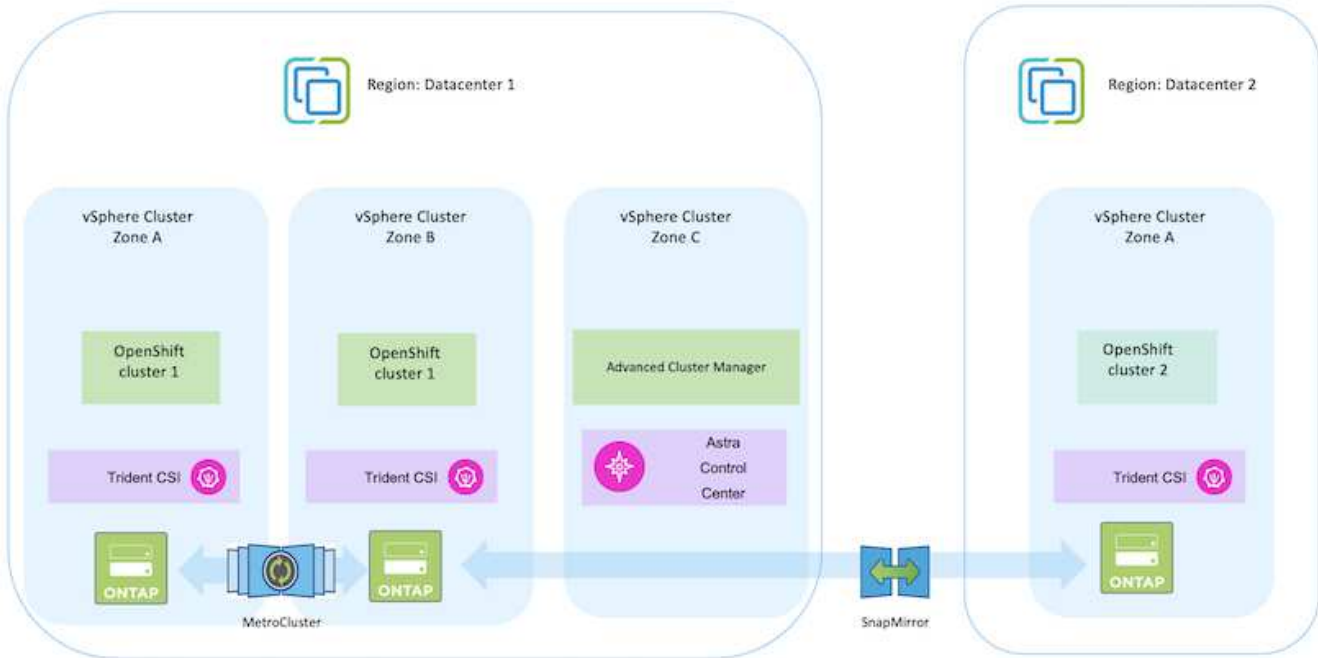 Region: Datacenter 1
Region: Datacenter 2
vSphere Cluster
Zone A
vSphere Cluster
Zone B
vSphere Cluster
Zone C
vSphere Cluster
Zone A
OpenShift
cluster 1
OpenShift
cluster 1
Advanced Cluster Manager
OpenShift
cluster 2
Trident CSI
Trident CSI
Astra
Control
Center
Trident CSI
ONTAP
ONTAP
ONTAP
MetroCluster
SnapMirror